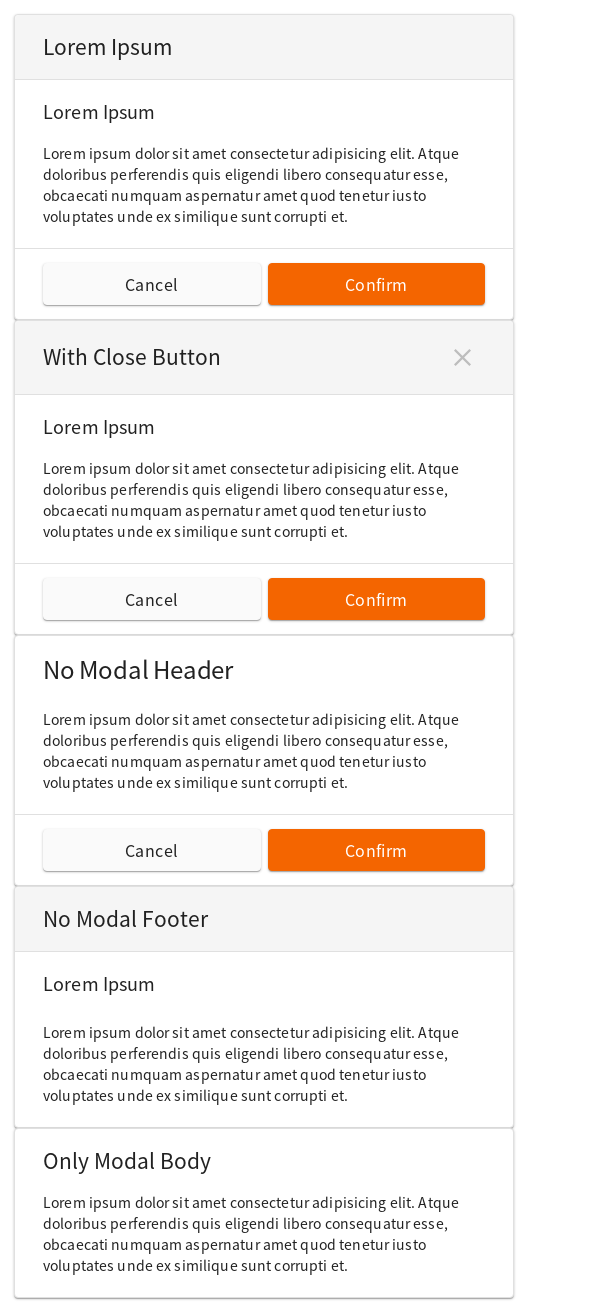 Lorem Ipsum
Lorem Ipsum
Lorem ipsum dolor sit amet consectetur adipisicing elit. Atque
doloribus perferendis quis eligendi libero consequatur esse,
obcaecati numquam aspernatur amet quod tenetur iusto
voluptates unde ex similique sunt corrupti et.
Cancel Confirm
With Close Button
Lorem Ipsum
Lorem ipsum dolor sit amet consectetur adipisicing elit. Atque
doloribus perferendis quis eligendi libero consequatur esse,
obcaecati numquam aspernatur amet quod tenetur iusto
voluptates unde ex similique sunt corrupti et.
Cancel Confirm
No Modal Header
Lorem ipsum dolor sit amet consectetur adipisicing elit. Atque
doloribus perferendis quis eligendi libero consequatur esse,
obcaecati numquam aspernatur amet quod tenetur iusto
voluptates unde ex similique sunt corrupti et.
Cancel Confirm
No Modal Footer
Lorem Ipsum
Lorem ipsum dolor sit amet consectetur adipisicing elit. Atque
doloribus perferendis quis eligendi libero consequatur esse,
obcaecati numquam aspernatur amet quod tenetur iusto
voluptates unde ex similique sunt corrupti et.
Only Modal Body
Lorem ipsum dolor sit amet consectetur adipisicing elit. Atque
doloribus perferendis quis eligendi libero consequatur esse,
obcaecati numquam aspernatur amet quod tenetur iusto
voluptates unde ex similique sunt corrupti et.